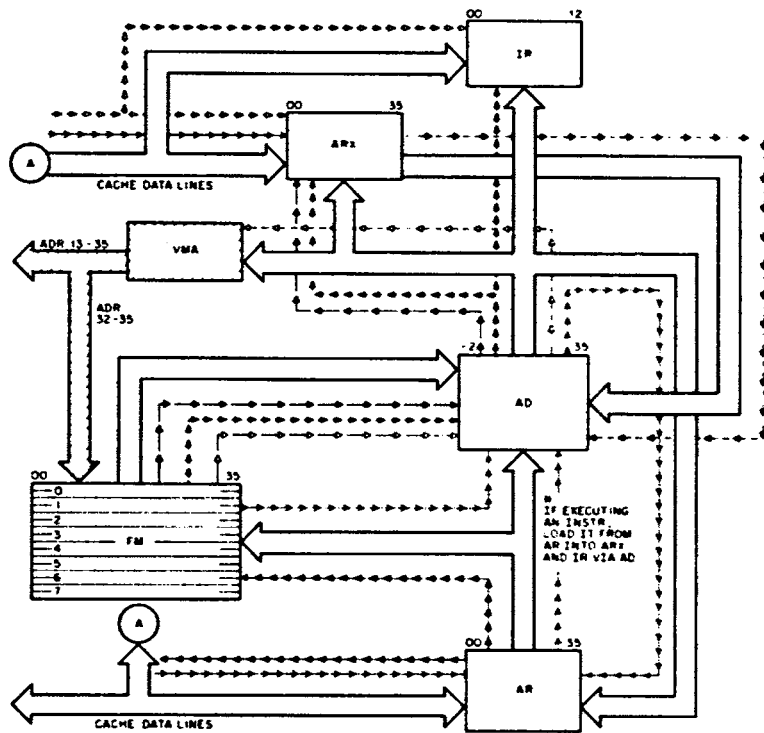 00 12
IR
00 35
ARX
A
CACHE DATA LINES
ADR 13-35
VMA
ADR
32-35
-2 35
AD
00 35
0
1
2
3
FM
4
5
6
7
*
IF EXECUTING
AN INSTR,
LOAD IT FROM
AR INTO ARX
AND IR VIA AD
A
00 35
AR
CACHE DATA LINES